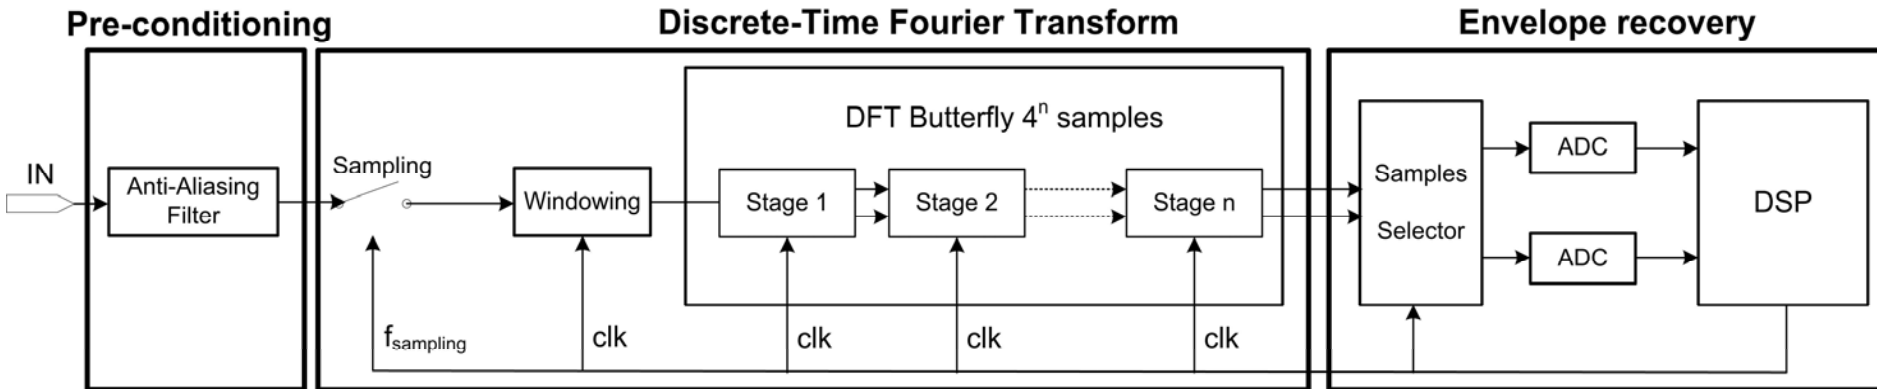 Pre-conditioning
Discrete-Time Fourier Transform
Envelope recovery
IN
Anti-Aliasing
Filter
Sampling
fsampling
Windowing
clk
DFT Butterfly 4^n samples
Stage 1
clk
Stage 2
clk
Stage n
clk
Samples
Selector
ADC
ADC
DSP